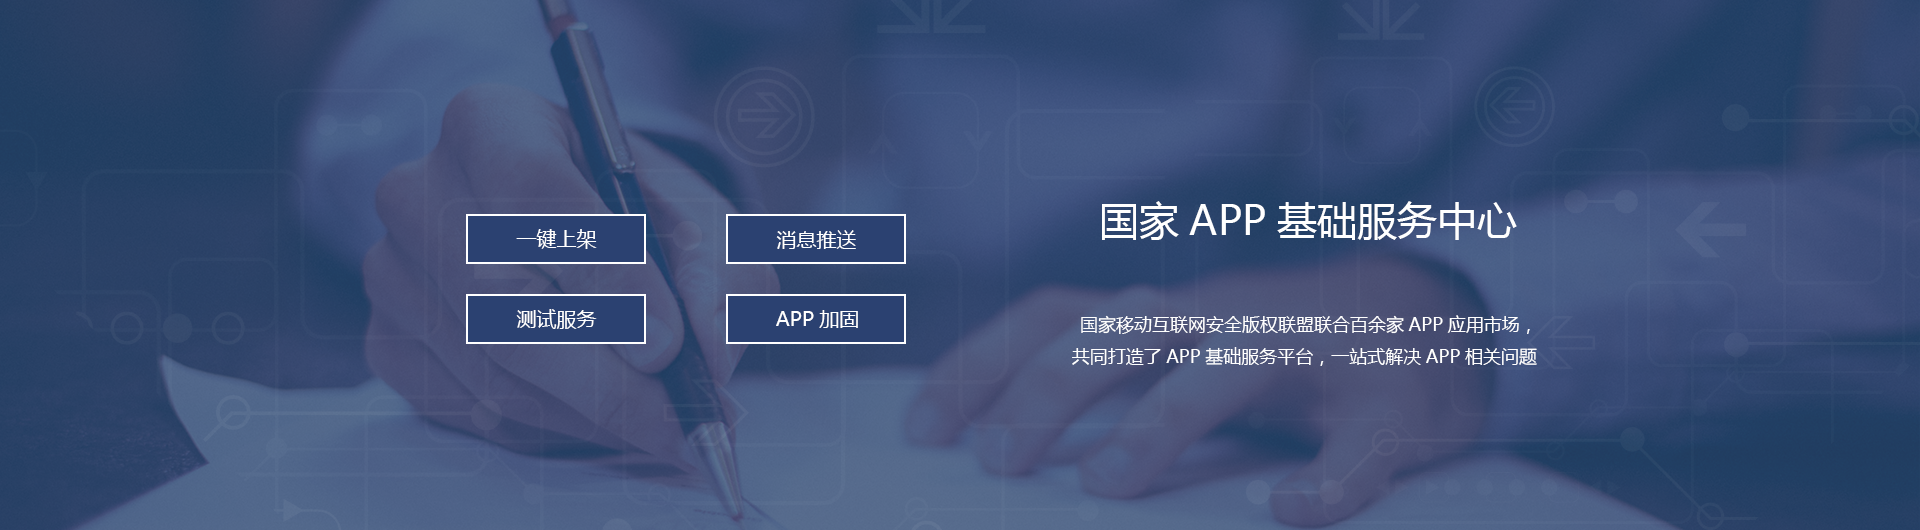 一键上架
消息推送
测试服务
APP 加固
国家 APP 基础服务中心
国家移动互联网安全版权联盟联合百余家 APP 应用市场，
共同打造了 APP 基础服务平台，一站式解决 APP 相关问题